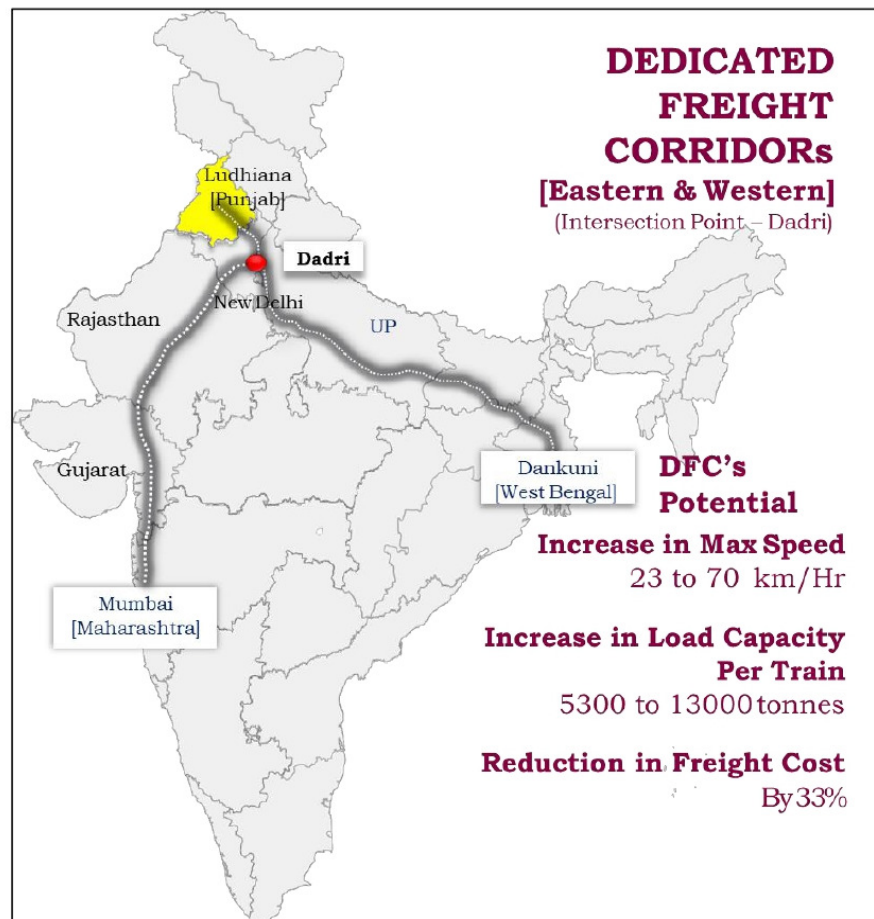 DEDICATED
FREIGHT
CORRIDORs
[Eastern & Western]
(Intersection Point – Dadri)
Ludhiana
[Punjab]
Dadri
New Delhi
Rajasthan
UP
Gujarat
Dankuni
[West Bengal]
Mumbai
[Maharashtra]
DFC's
Potential
Increase in Max Speed
23 to 70 km/Hr
Increase in Load Capacity
Per Train
5300 to 13000 tonnes
Reduction in Freight Cost
By 33%